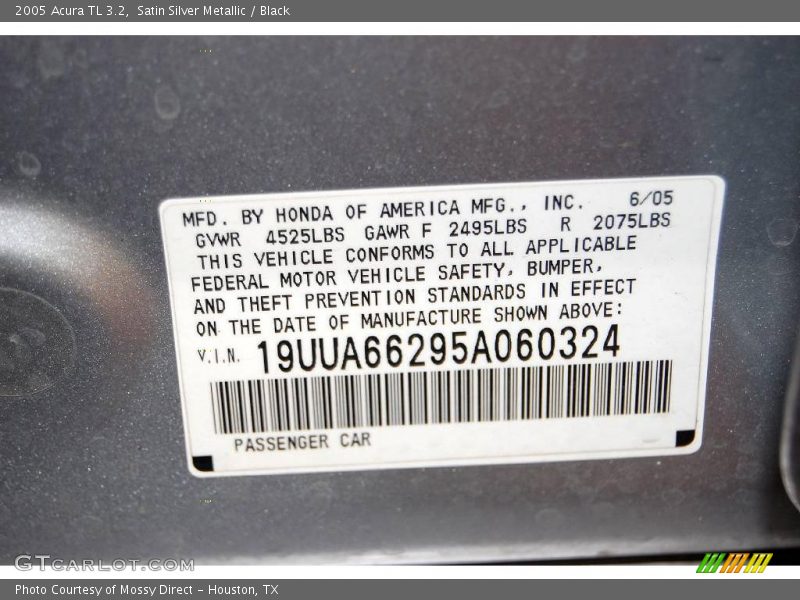 2005 Acura TL 3.2, Satin Silver Metallic / Black
MFD. BY HONDA OF AMERICA MFG., INC. 6/05
GVWR 4525LBS GAWR F 2495LBS R 2075LBS
THIS VEHICLE CONFORMS TO ALL APPLICABLE
FEDERAL MOTOR VEHICLE SAFETY, BUMPER,
AND THEFT PREVENTION STANDARDS IN EFFECT
ON THE DATE OF MANUFACTURE SHOWN ABOVE:
V.I.N. 19UUA66295A060324
PASSENGER CAR
GTCarLot.com
Photo Courtesy of Mossy Direct - Houston, TX